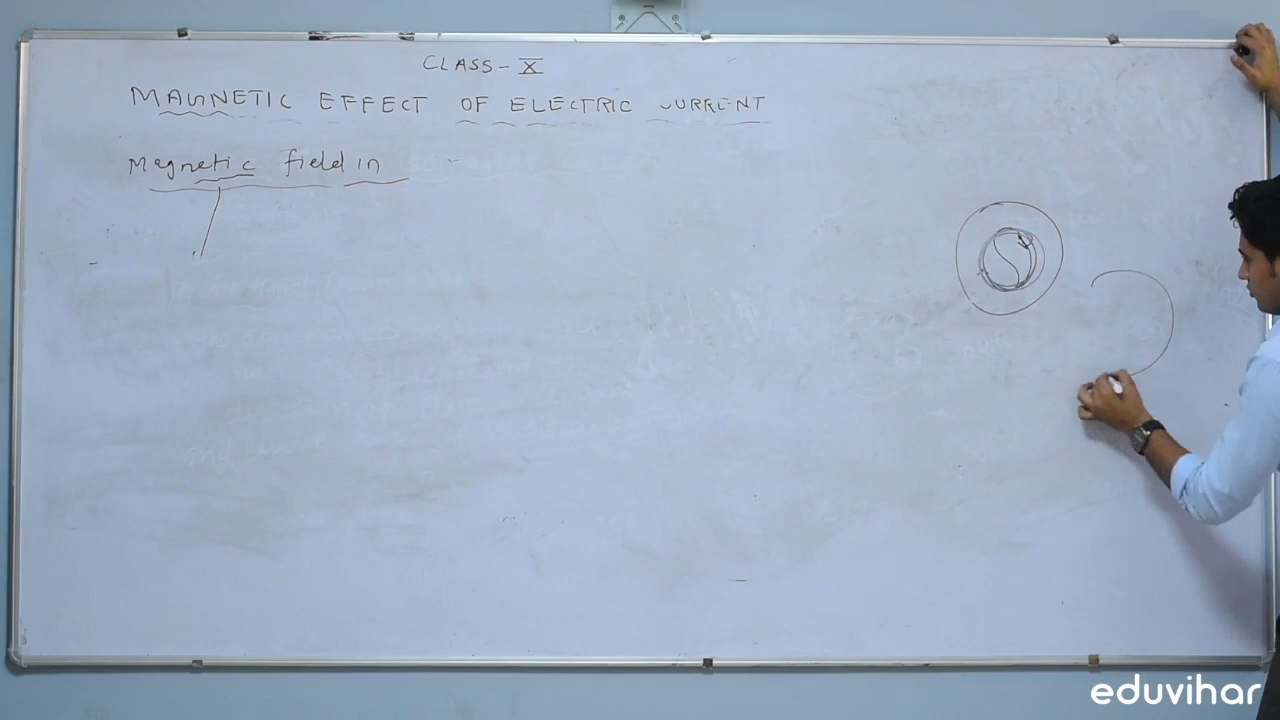 CLASS - X
MAGNETIC EFFECT OF ELECTRIC CURRENT
Magnetic field in
S
eduvihar